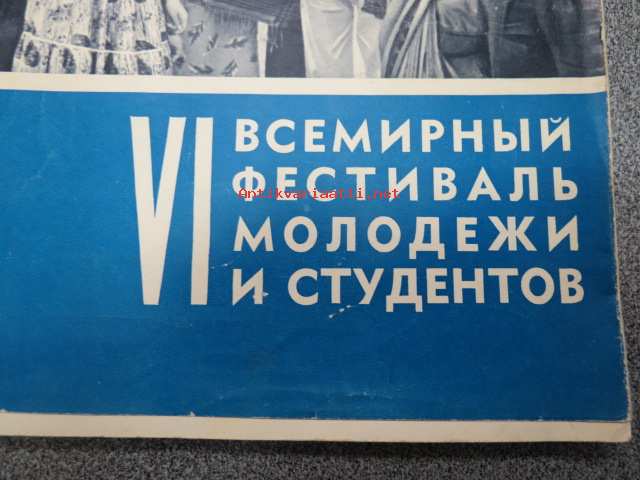 VI ВСЕМИРНЫЙ
ФЕСТИВАЛЬ
Antikvariaatti.net
МОЛОДЕЖИ
И СТУДЕНТОВ